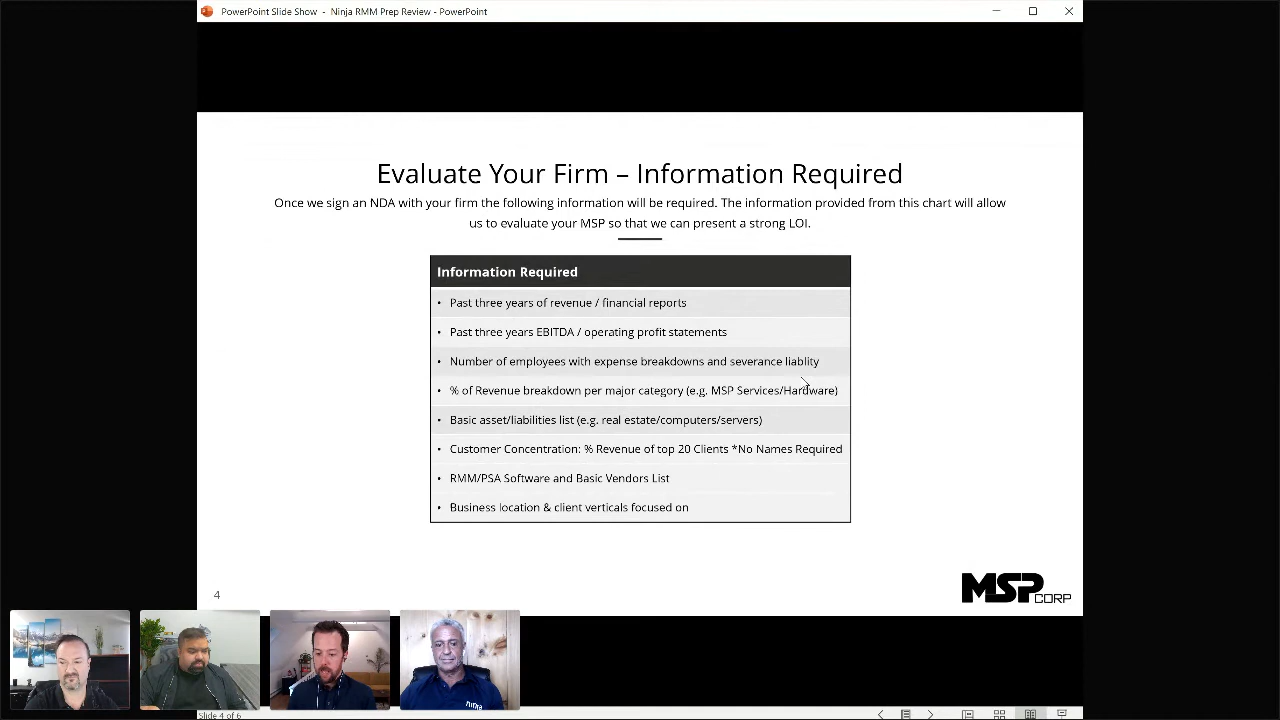 PowerPoint Slide Show - Ninja RMM Prep Review - PowerPoint
Evaluate Your Firm – Information Required
Once we sign an NDA with your firm the following information will be required. The information provided from this chart will allow
us to evaluate your MSP so that we can present a strong LOI.
Information Required
• Past three years of revenue / financial reports
• Past three years EBITDA / operating profit statements
• Number of employees with expense breakdowns and severance liablity
• % of Revenue breakdown per major category (e.g. MSP Services/Hardware)
• Basic asset/liabilities list (e.g. real estate/computers/servers)
• Customer Concentration: % Revenue of top 20 Clients *No Names Required
• RMM/PSA Software and Basic Vendors List
• Business location & client verticals focused on
4
MSP CORP
ninja
Slide 4 of 6